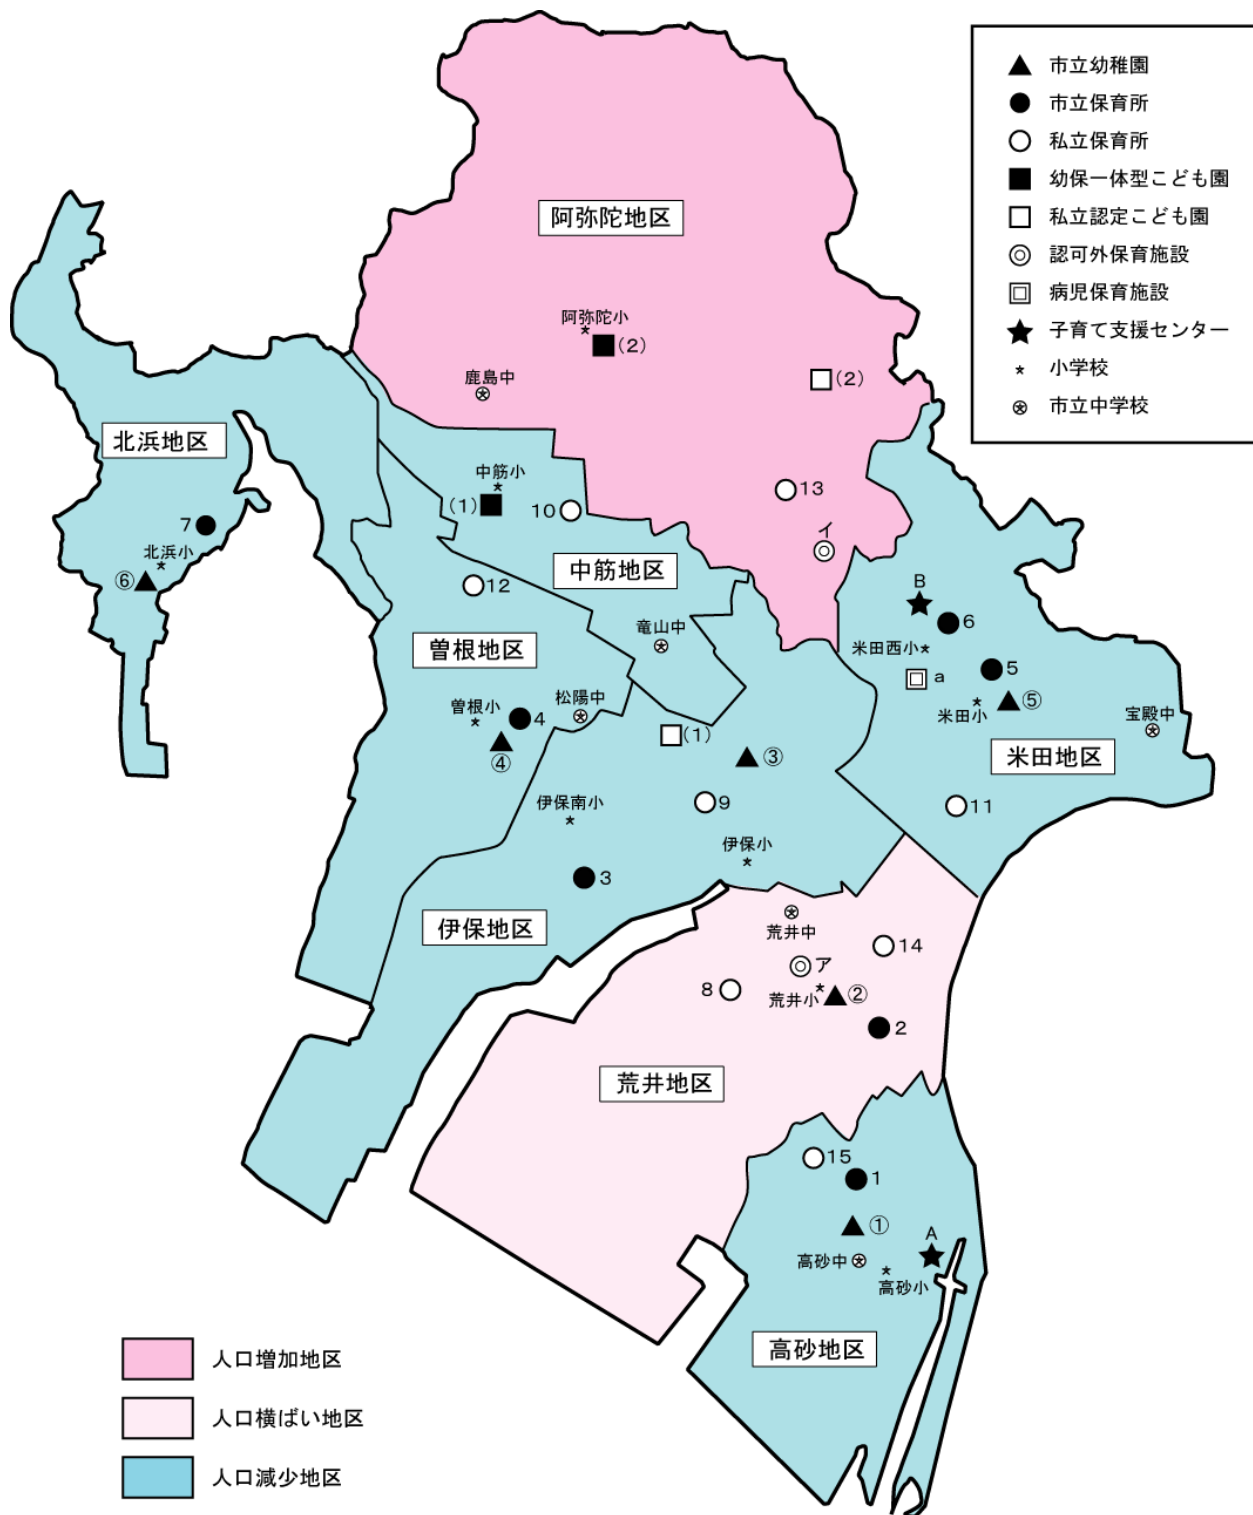 市立幼稚園
市立保育所
私立保育所
幼保一体型こども園
私立認定こども園
認可外保育施設
病児保育施設
子育て支援センター
小学校
市立中学校
阿弥陀地区
阿弥陀小
(2)
鹿島中
(2)
北浜地区
中筋小
(1)
10
13
7
北浜小
⑥
イ
中筋地区
12
B
6
竜山中
米田西小
曽根地区
5
a
⑤
米田小
曽根小
4
松陽中
宝殿中
④
(1)
③
米田地区
伊保南小
9
11
伊保小
3
伊保地区
荒井中
14
ア
8
荒井小
②
2
荒井地区
15
1
①
A
高砂中
高砂小
高砂地区
人口増加地区
人口横ばい地区
人口減少地区